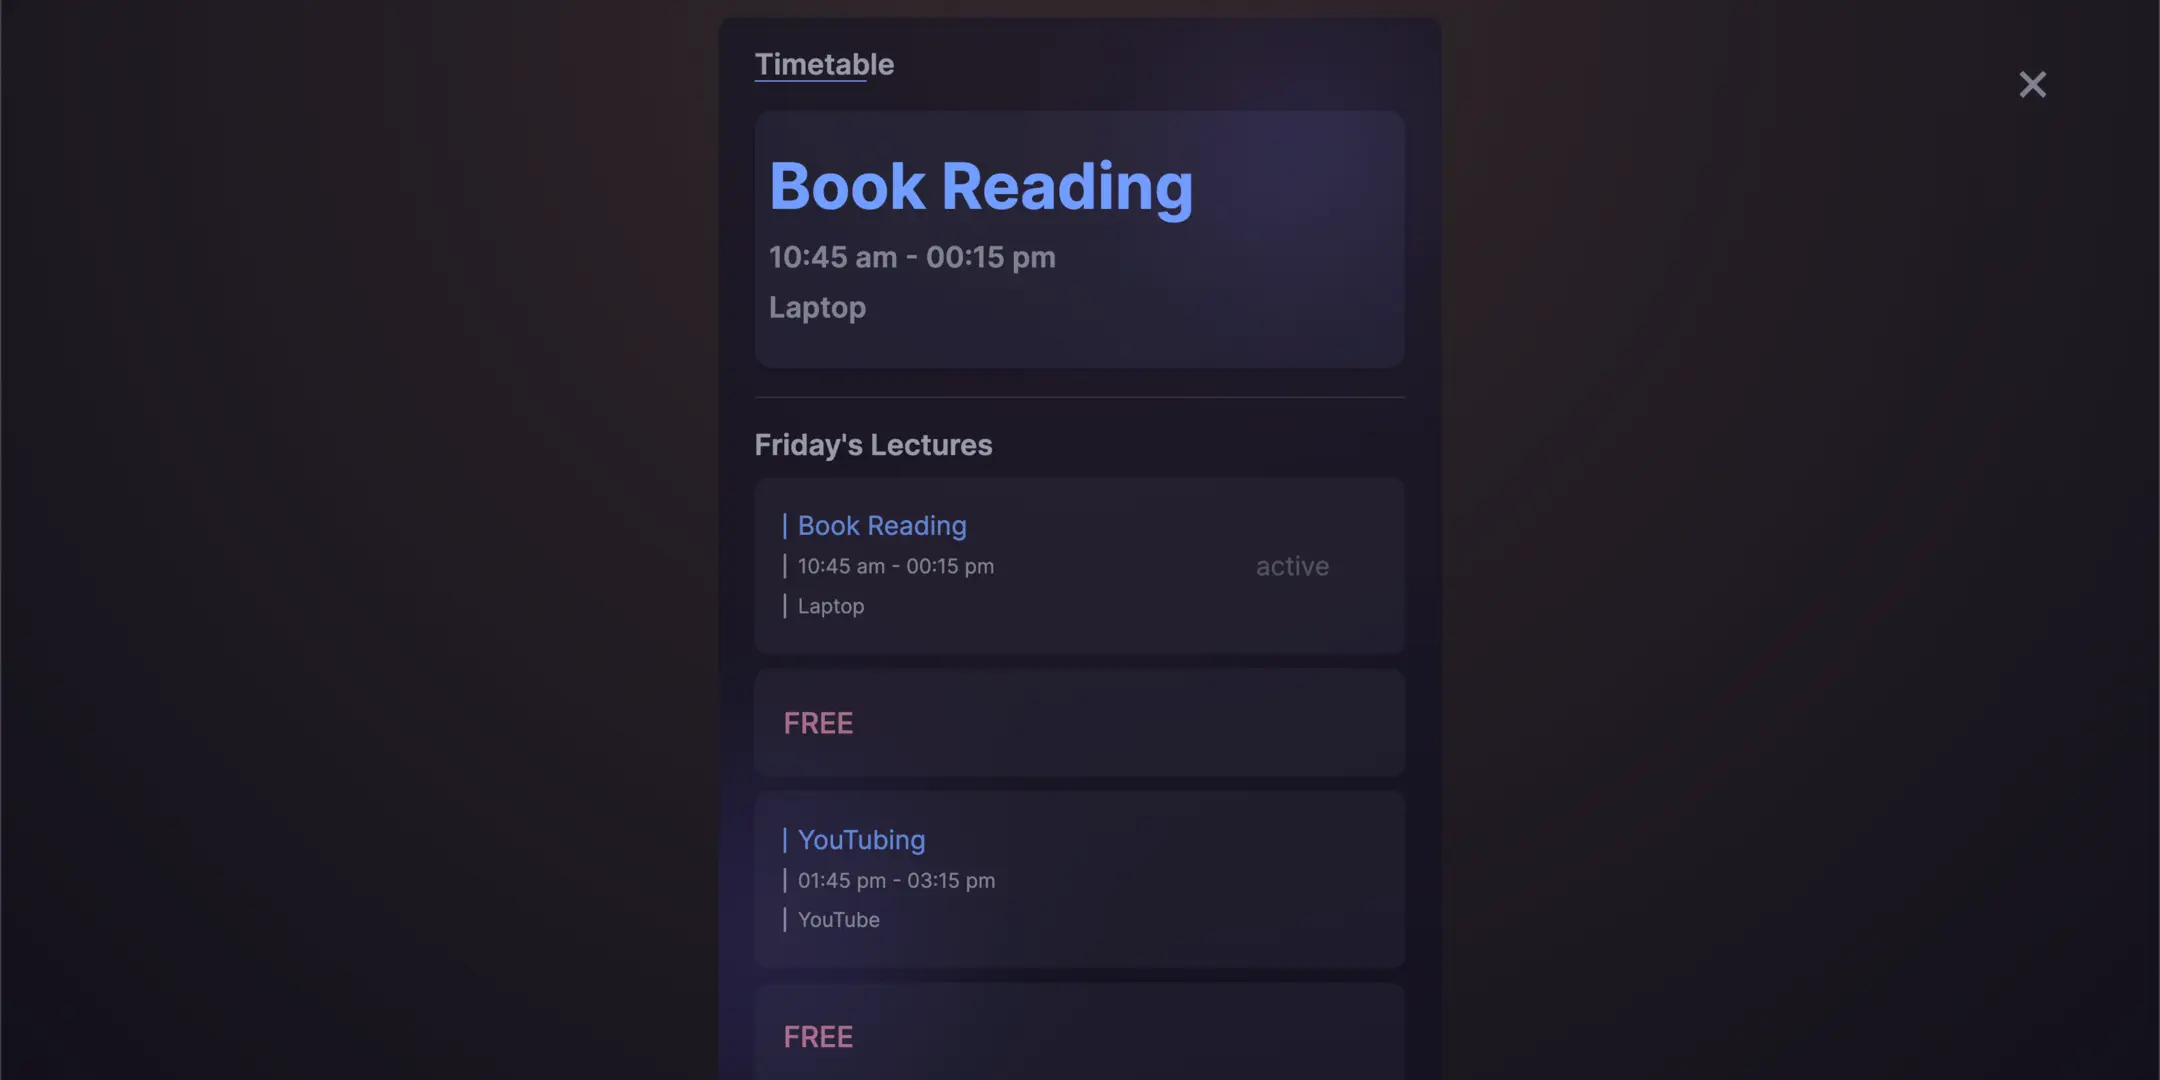 Timetable
Book Reading
10:45 am - 00:15 pm
Laptop
Friday's Lectures
Book Reading
10:45 am - 00:15 pm
active
Laptop
FREE
YouTubing
01:45 pm - 03:15 pm
YouTube
FREE